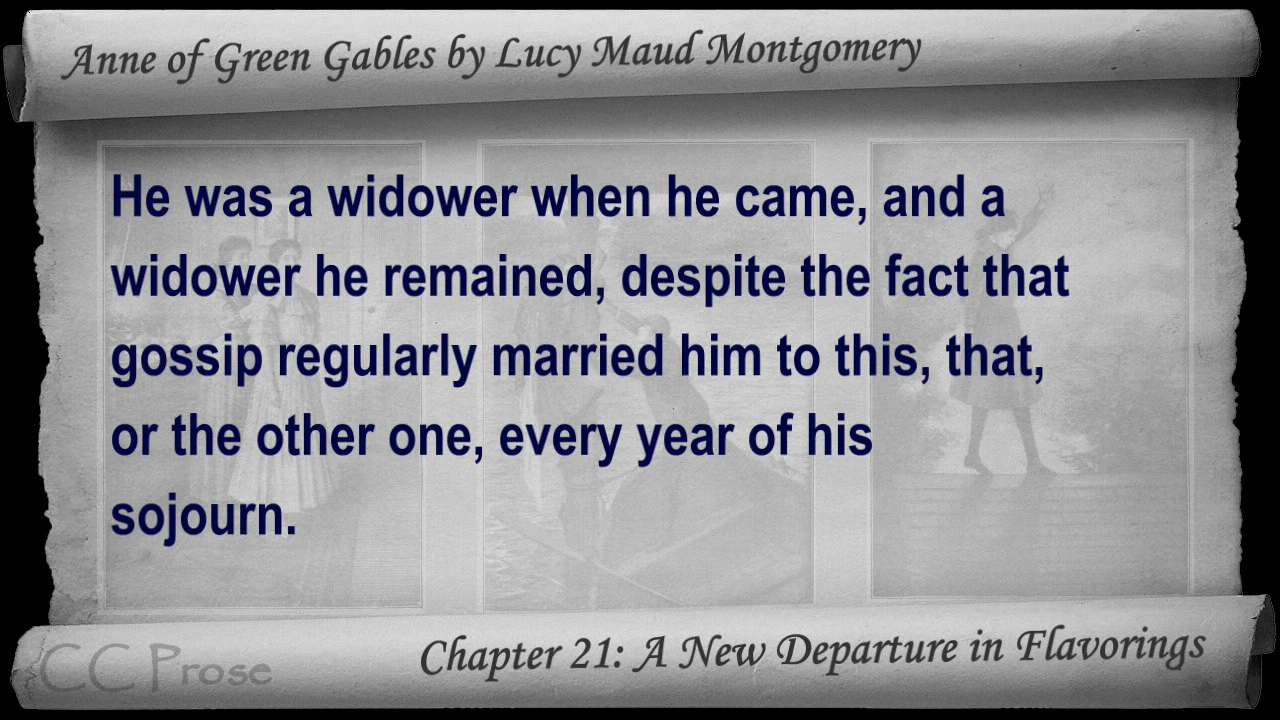 Anne of Green Gables by Lucy Maud Montgomery
He was a widower when he came, and a
widower he remained, despite the fact that
gossip regularly married him to this, that,
or the other one, every year of his
sojourn.
CC Prose
Chapter 21: A New Departure in Flavorings